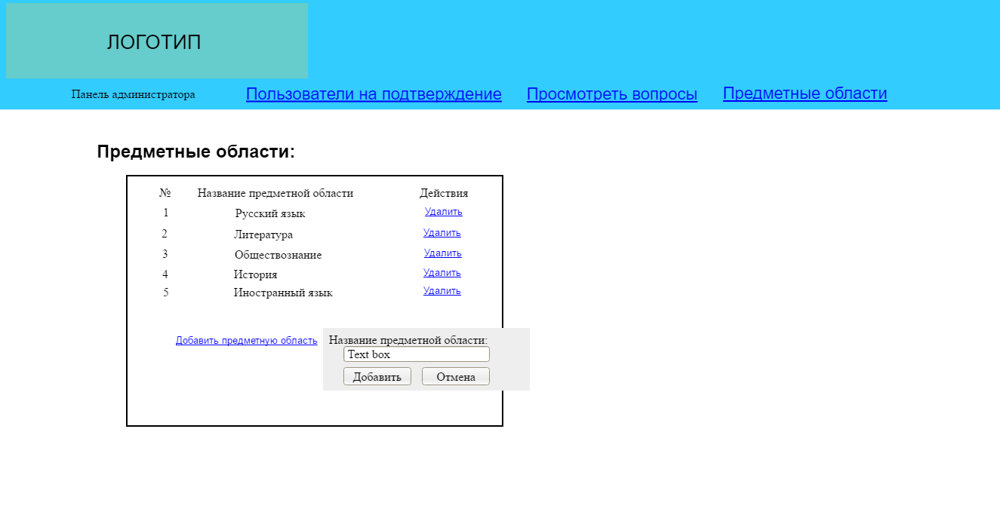 ЛОГОТИП
Панель администратора Пользователи на подтверждение Просмотреть вопросы Предметные области
Предметные области:
№ Название предметной области Действия
1 Русский язык Удалить
2 Литература Удалить
3 Обществознание Удалить
4 История Удалить
5 Иностранный язык Удалить
Добавить предметную область Название предметной области:
Text box
Добавить Отмена